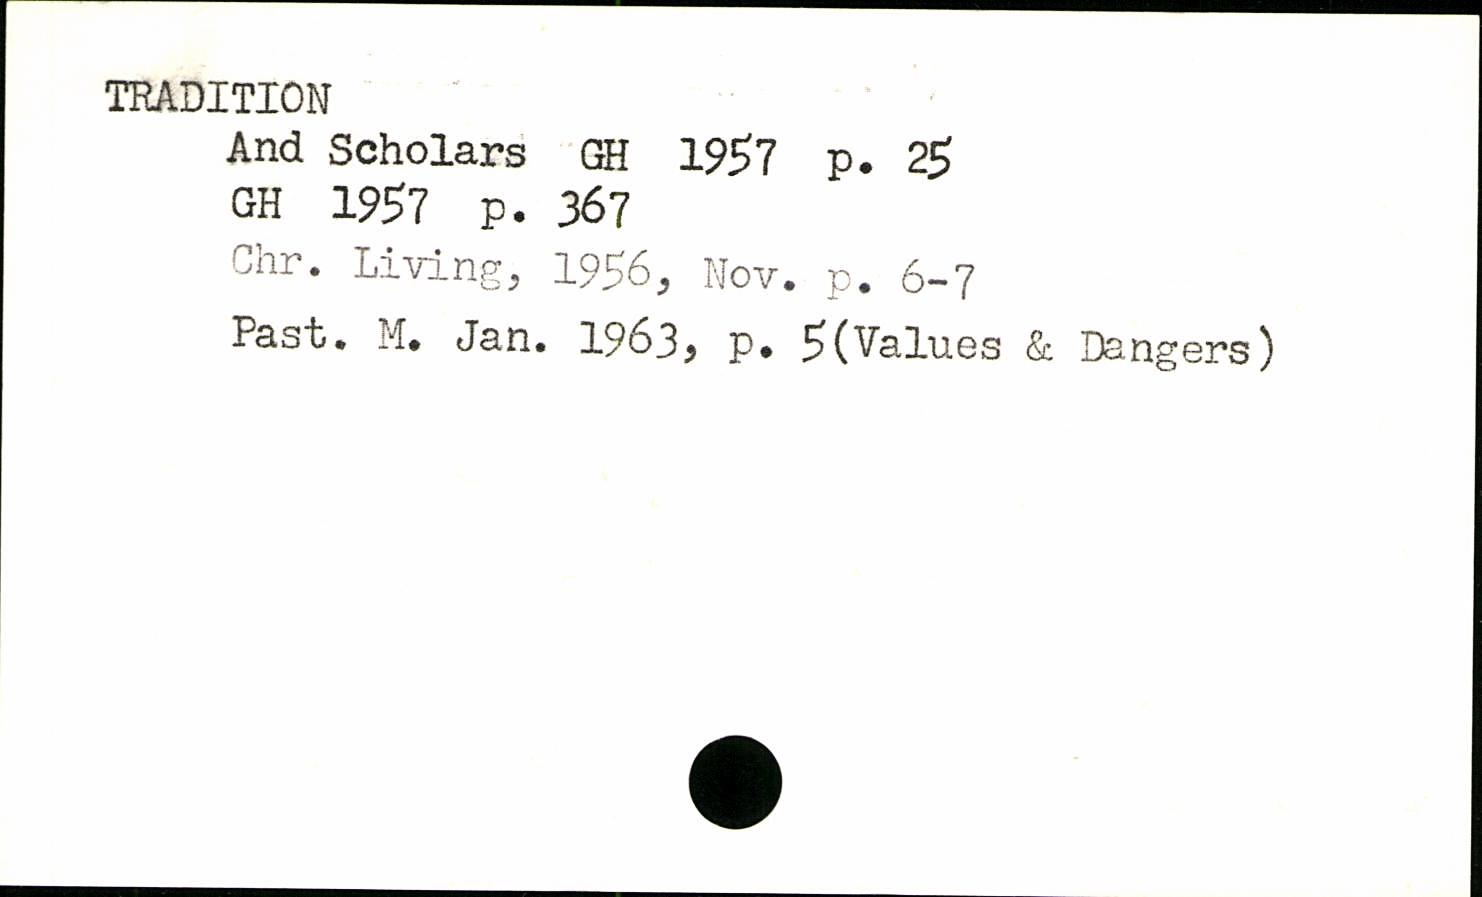 TRADITION
And Scholars GH 1957 p. 25
GH 1957 p. 367
Chr. Living, 1956, Nov. p. 6-7
Past. M. Jan. 1963, p. 5(Values & Dangers)